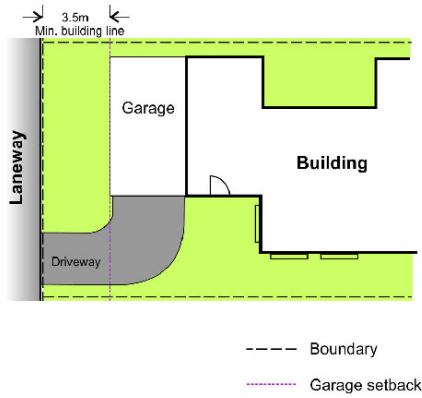 3.5m
Min. building line
Garage
Laneway
Building
Driveway
Boundary
Garage setback